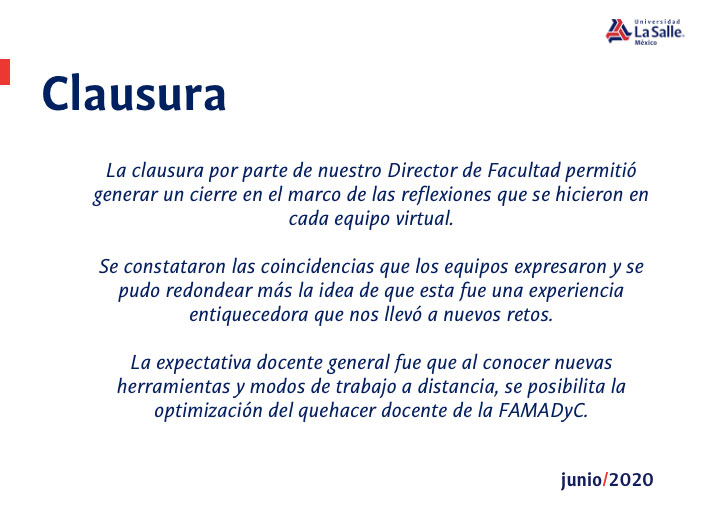 Universidad
La Salle
México
Clausura
La clausura por parte de nuestro Director de Facultad permitió
generar un cierre en el marco de las reflexiones que se hicieron en
cada equipo virtual.
Se constataron las coincidencias que los equipos expresaron y se
pudo redondear más la idea de que esta fue una experiencia
entiquecedora que nos llevó a nuevos retos.
La expectativa docente general fue que al conocer nuevas
herramientas y modos de trabajo a distancia, se posibilita la
optimización del quehacer docente de la FAMADyC.
junio/2020